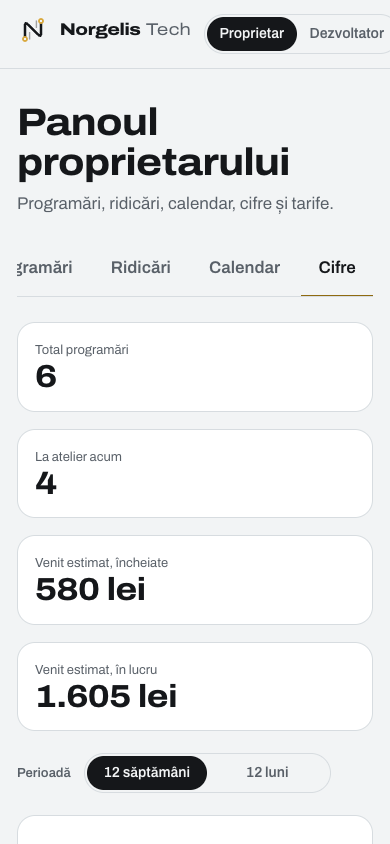 Norgelis Tech
Proprietar
Dezvoltator
Panoul
proprietarului
Programări, ridicări, calendar, cifre și tarife.
gramări
Ridicări
Calendar
Cifre
Total programări
6
La atelier acum
4
Venit estimat, încheiate
580 lei
Venit estimat, în lucru
1.605 lei
Perioadă
12 săptămâni
12 luni